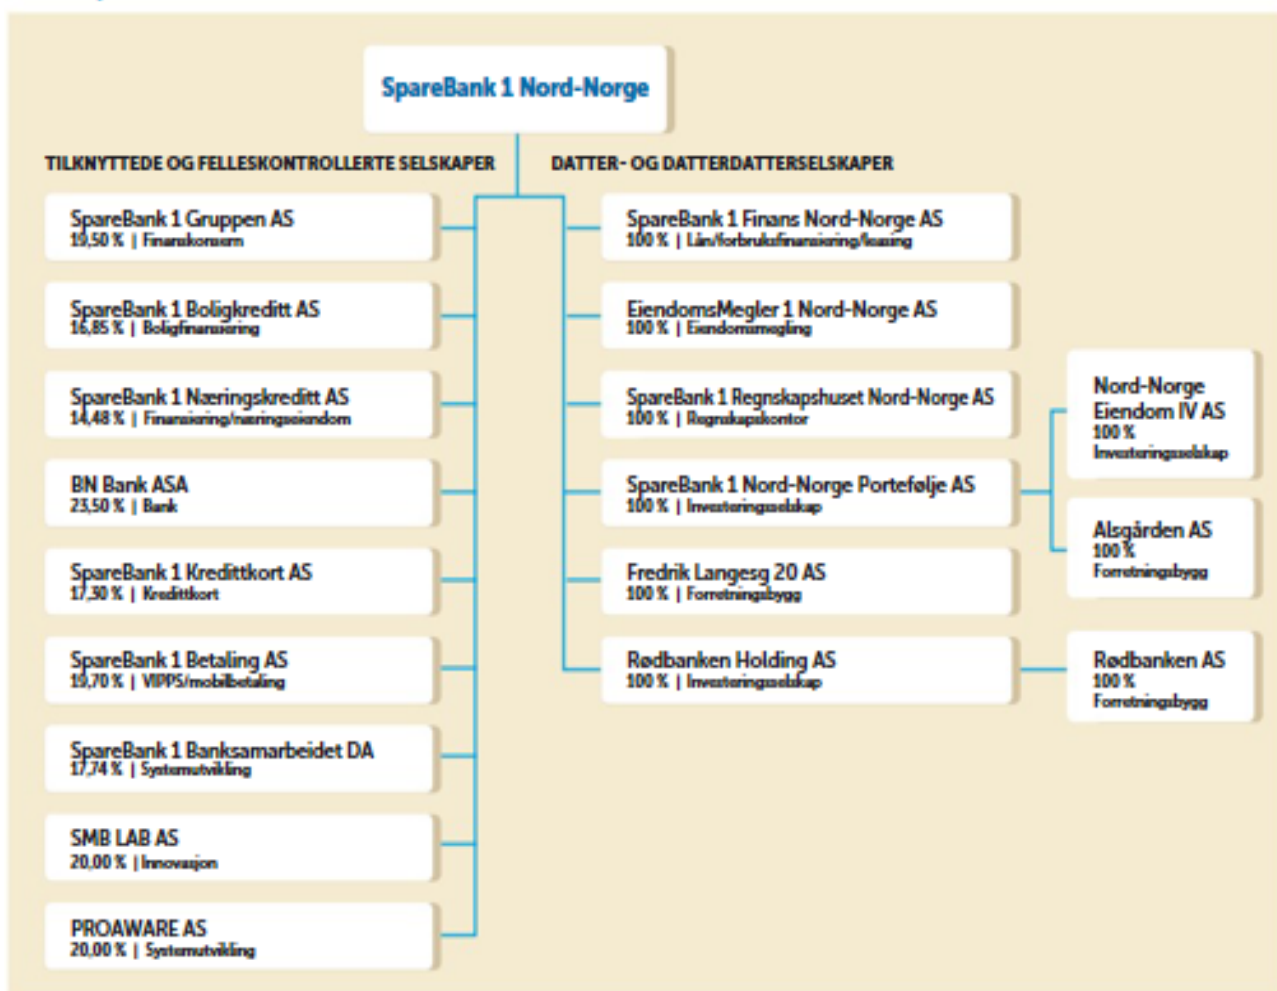 SpareBank 1 Nord-Norge
TILKNYTTEDE OG FELLESKONTROLLERTE SELSKAPER
SpareBank 1 Gruppen AS
19,50 % | Finanskonsern
SpareBank 1 Boligkreditt AS
16,85 % | Boligfinansiering
SpareBank 1 Næringskreditt AS
14,48 % | Finansiering/næringseiendom
BN Bank ASA
23,50 % | Bank
SpareBank 1 Kredittkort AS
17,30 % | Kredittkort
SpareBank 1 Betaling AS
19,70 % | VIPPS/mobilbetaling
SpareBank 1 Banksamarbeidet DA
17,74 % | Systemutvikling
SMB LAB AS
20,00 % | Innovasjon
PROAWARE AS
20,00 % | Systemutvikling
DATTER- OG DATTERDATTERSELSKAPER
SpareBank 1 Finans Nord-Norge AS
100 % | Lån/forbruksfinansiering/leasing
EiendomsMegler 1 Nord-Norge AS
100 % | Eiendomsmegling
SpareBank 1 Regnskapshuset Nord-Norge AS
100 % | Regnskapskontor
SpareBank 1 Nord-Norge Portefølje AS
100 % | Investeringsselskap
Fredrik Langesg 20 AS
100 % | Forretningsbygg
Rødbanken Holding AS
100 % | Investeringsselskap
Nord-Norge
Eiendom IV AS
100 %
Investeringsselskap
Alsgården AS
100 %
Forretningsbygg
Rødbanken AS
100 %
Forretningsbygg